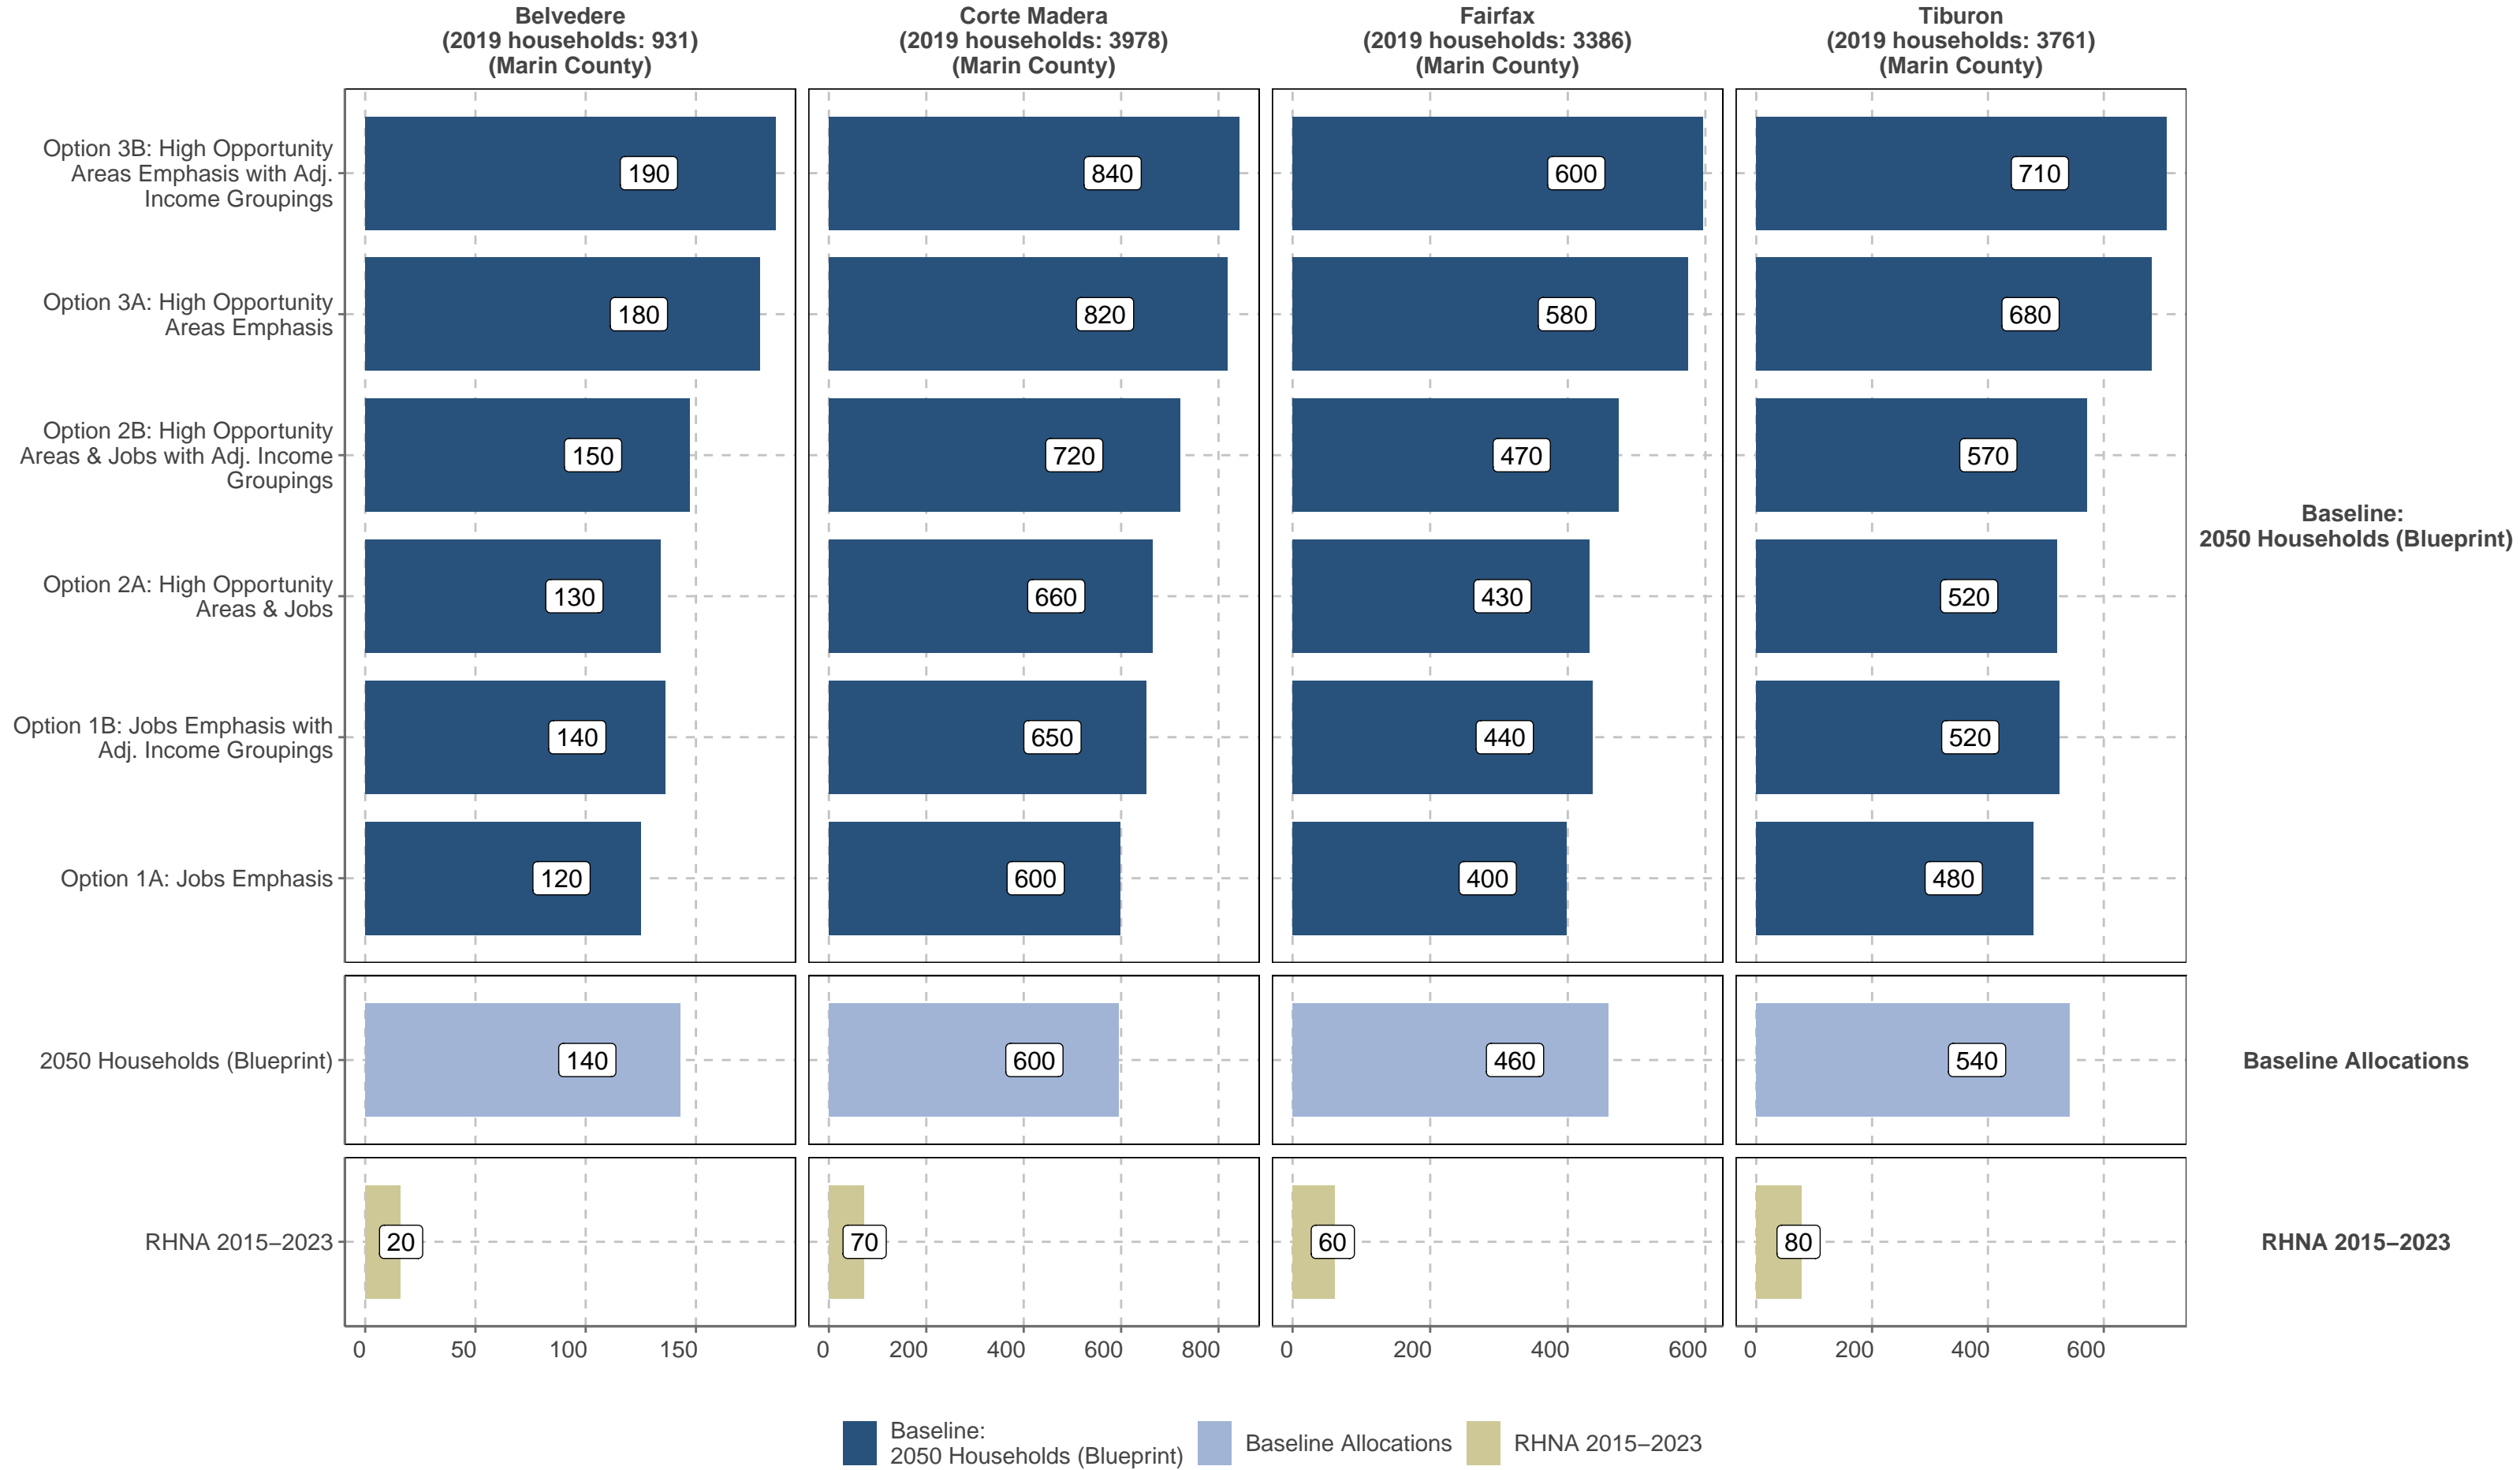 Belvedere
(2019 households: 931)
(Marin County)
Corte Madera
(2019 households: 3978)
(Marin County)
Fairfax
(2019 households: 3386)
(Marin County)
Tiburon
(2019 households: 3761)
(Marin County)
Option 3B: High Opportunity
Areas Emphasis with Adj.
Income Groupings
190
840
600
710
Option 3A: High Opportunity
Areas Emphasis
180
820
580
680
Option 2B: High Opportunity
Areas & Jobs with Adj. Income
Groupings
150
720
470
570
Baseline:
2050 Households (Blueprint)
Option 2A: High Opportunity
Areas & Jobs
130
660
430
520
Option 1B: Jobs Emphasis with
Adj. Income Groupings
140
650
440
520
Option 1A: Jobs Emphasis
120
600
400
480
2050 Households (Blueprint)
140
600
460
540
Baseline Allocations
RHNA 2015−2023
20
70
60
80
RHNA 2015−2023
0 50 100 150
0 200 400 600 800
0 200 400 600
0 200 400 600
Baseline:
2050 Households (Blueprint)
Baseline Allocations
RHNA 2015−2023